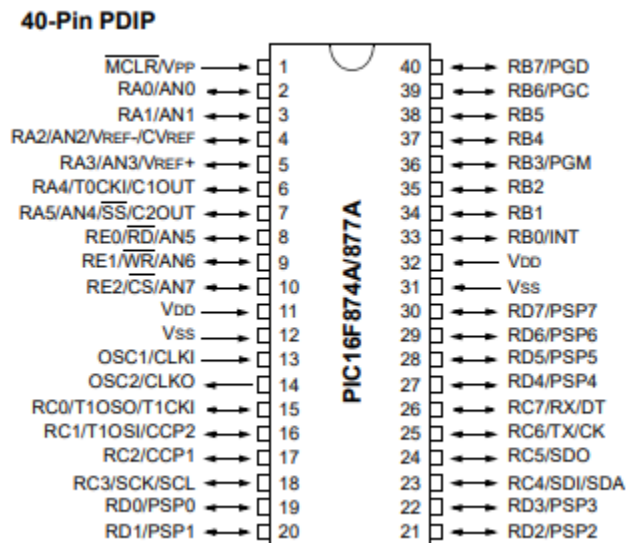 40-Pin PDIP
MCLR/VPP 1 40 RB7/PGD
RA0/AN0 2 39 RB6/PGC
RA1/AN1 3 38 RB5
RA2/AN2/VREF-/CVREF 4 37 RB4
RA3/AN3/VREF+ 5 36 RB3/PGM
RA4/T0CKI/C1OUT 6 35 RB2
RA5/AN4/SS/C2OUT 7 34 RB1
RE0/RD/AN5 8 33 RB0/INT
RE1/WR/AN6 9 32 VDD
RE2/CS/AN7 10 31 VSS
VDD 11 30 RD7/PSP7
VSS 12 29 RD6/PSP6
OSC1/CLKI 13 28 RD5/PSP5
OSC2/CLKO 14 27 RD4/PSP4
RC0/T1OSO/T1CKI 15 26 RC7/RX/DT
RC1/T1OSI/CCP2 16 25 RC6/TX/CK
RC2/CCP1 17 24 RC5/SDO
RC3/SCK/SCL 18 23 RC4/SDI/SDA
RD0/PSP0 19 22 RD3/PSP3
RD1/PSP1 20 21 RD2/PSP2
PIC16F874A/877A